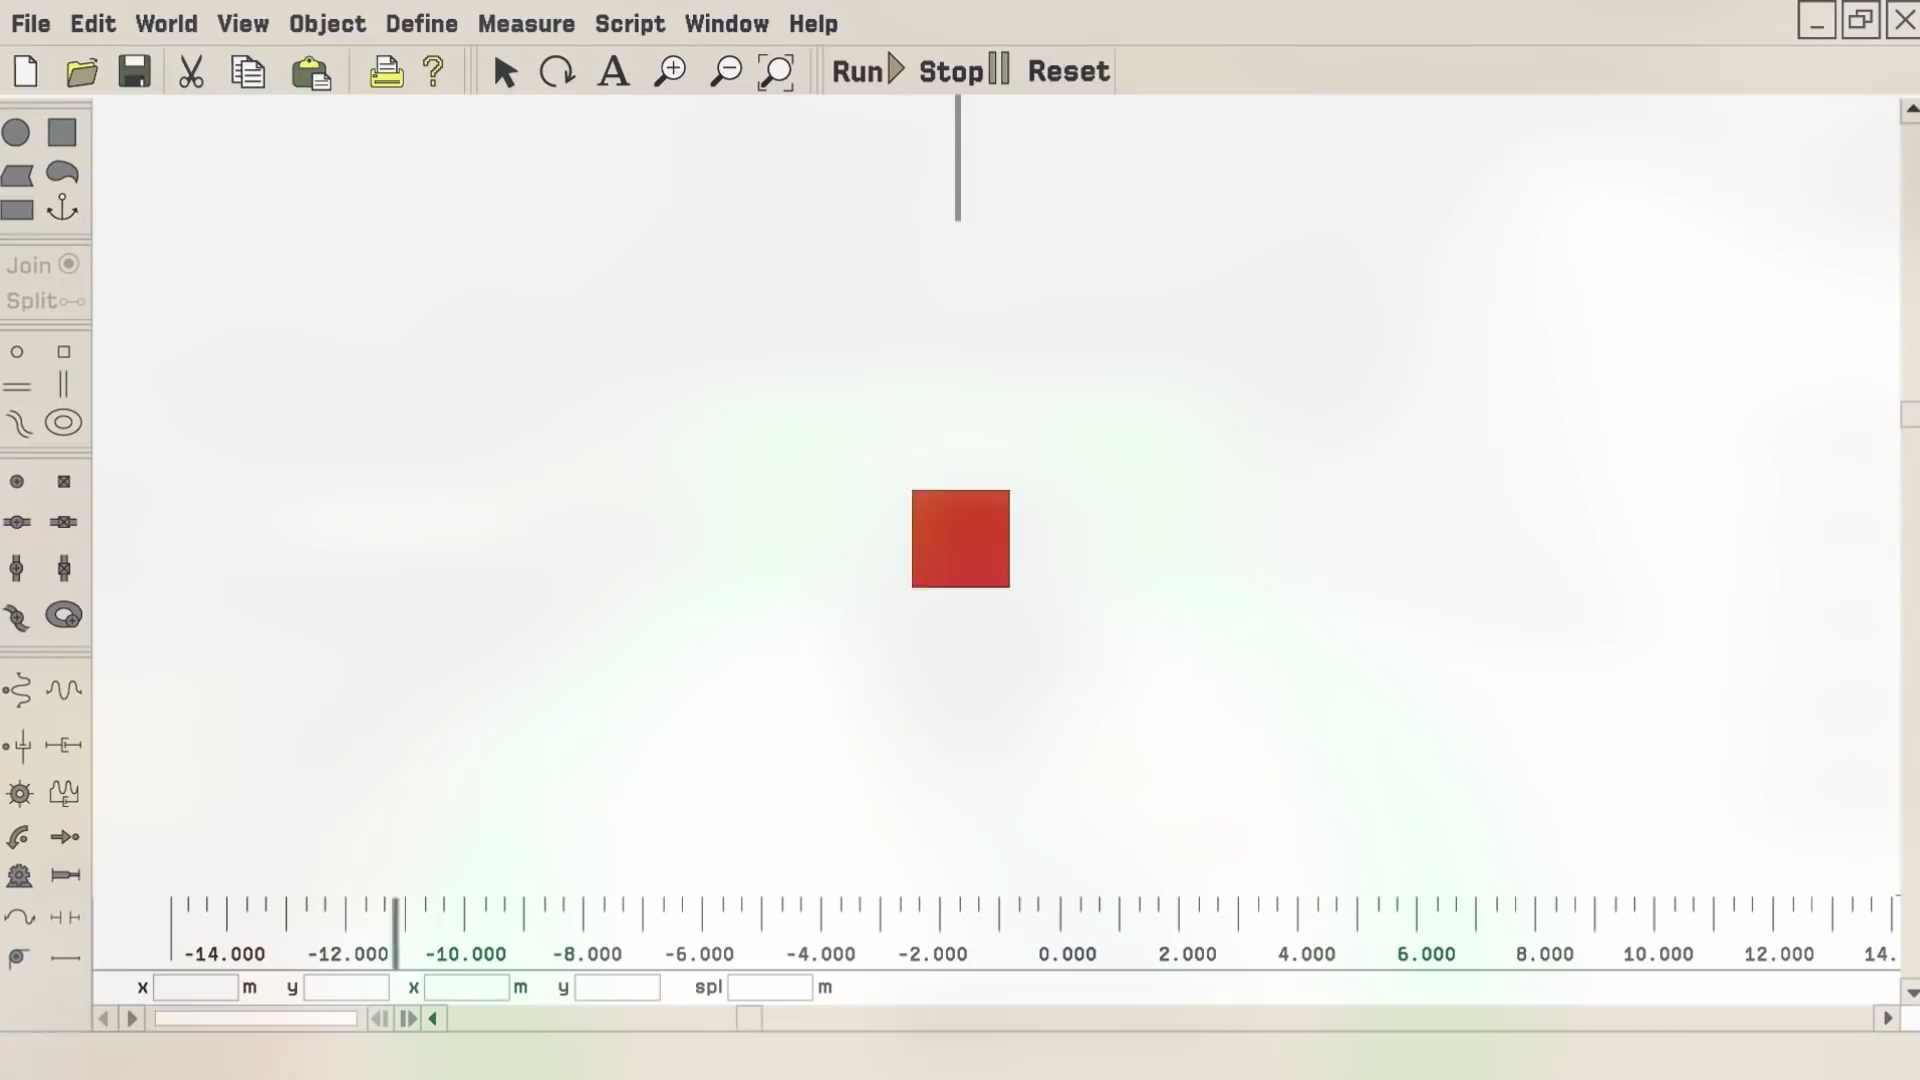 File Edit World View Object Define Measure Script Window Help
Run Stop Reset
Join
Split
-14.000 -12.000 -10.000 -8.000 -6.000 -4.000 -2.000 0.000 2.000 4.000 6.000 8.000 10.000 12.000 14.
x m y x m y spl m